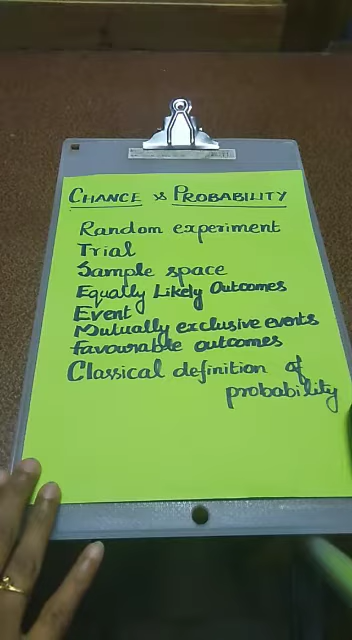 CHANCE & PROBABILITY
Random experiment
Trial
Sample space
Equally Likely Outcomes
Event
Mutually exclusive events
favourable outcomes
Classical definition of
probability